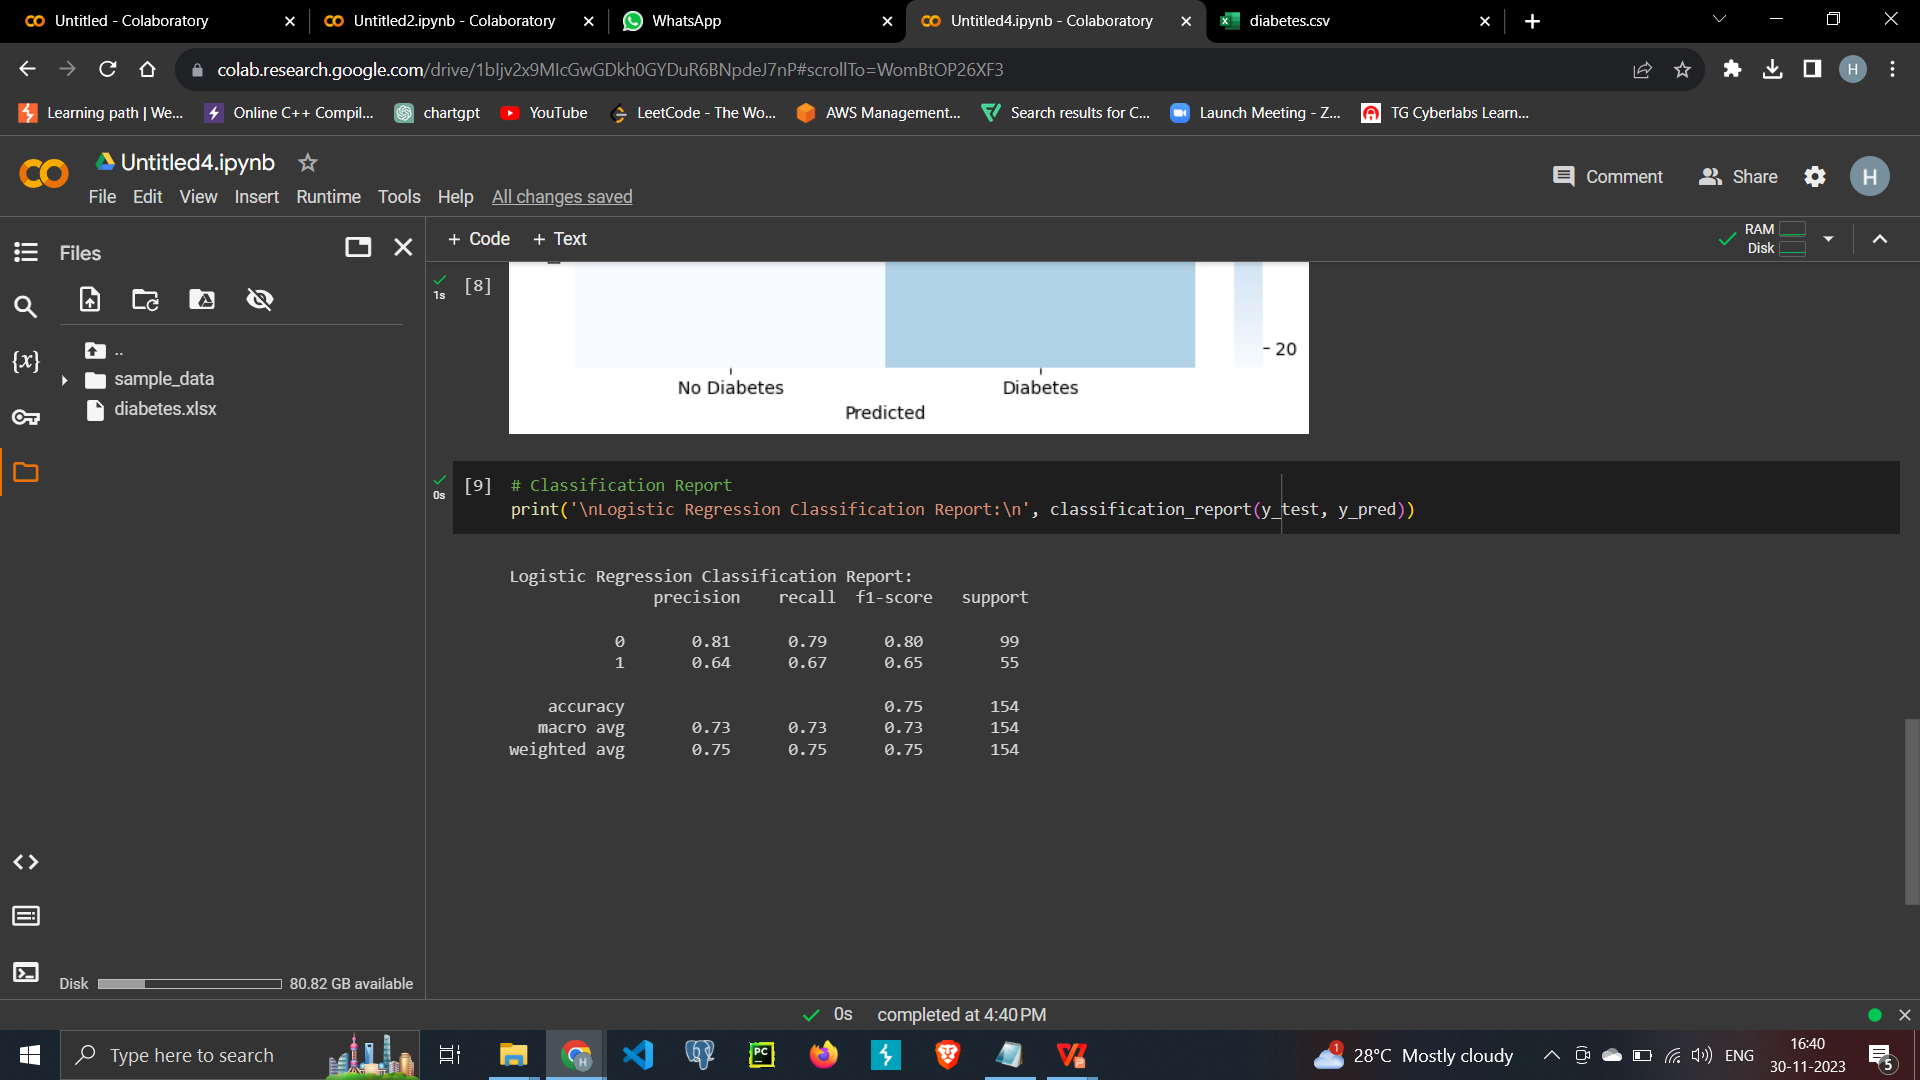 Untitled - Colaboratory
Untitled2.ipynb - Colaboratory
WhatsApp
Untitled4.ipynb - Colaboratory
diabetes.csv
colab.research.google.com/drive/1bIjv2x9MIcGwGDkh0GYDuR6BNpdeJ7nP#scrollTo=WomBtOP26XF3
H
Learning path | We...
Online C++ Compil...
chartgpt
YouTube
LeetCode - The Wo...
AWS Management...
Search results for C...
Launch Meeting - Z...
TG Cyberlabs Learn...
Untitled4.ipynb
Comment
Share
H
File Edit View Insert Runtime Tools Help All changes saved
Files
+ Code + Text
RAM
Disk
..
sample_data
diabetes.xlsx
{x}
1s
[8]
20
No Diabetes
Diabetes
Predicted
0s
[9]
# Classification Report
print('\nLogistic Regression Classification Report:\n', classification_report(y_test, y_pred))
Logistic Regression Classification Report:
precision recall f1-score support
0 0.81 0.79 0.80 99
1 0.64 0.67 0.65 55
accuracy 0.75 154
macro avg 0.73 0.73 0.73 154
weighted avg 0.75 0.75 0.75 154
Disk 80.82 GB available
0s completed at 4:40 PM
Type here to search
PC
1
28°C Mostly cloudy
ENG
16:40
30-11-2023
5